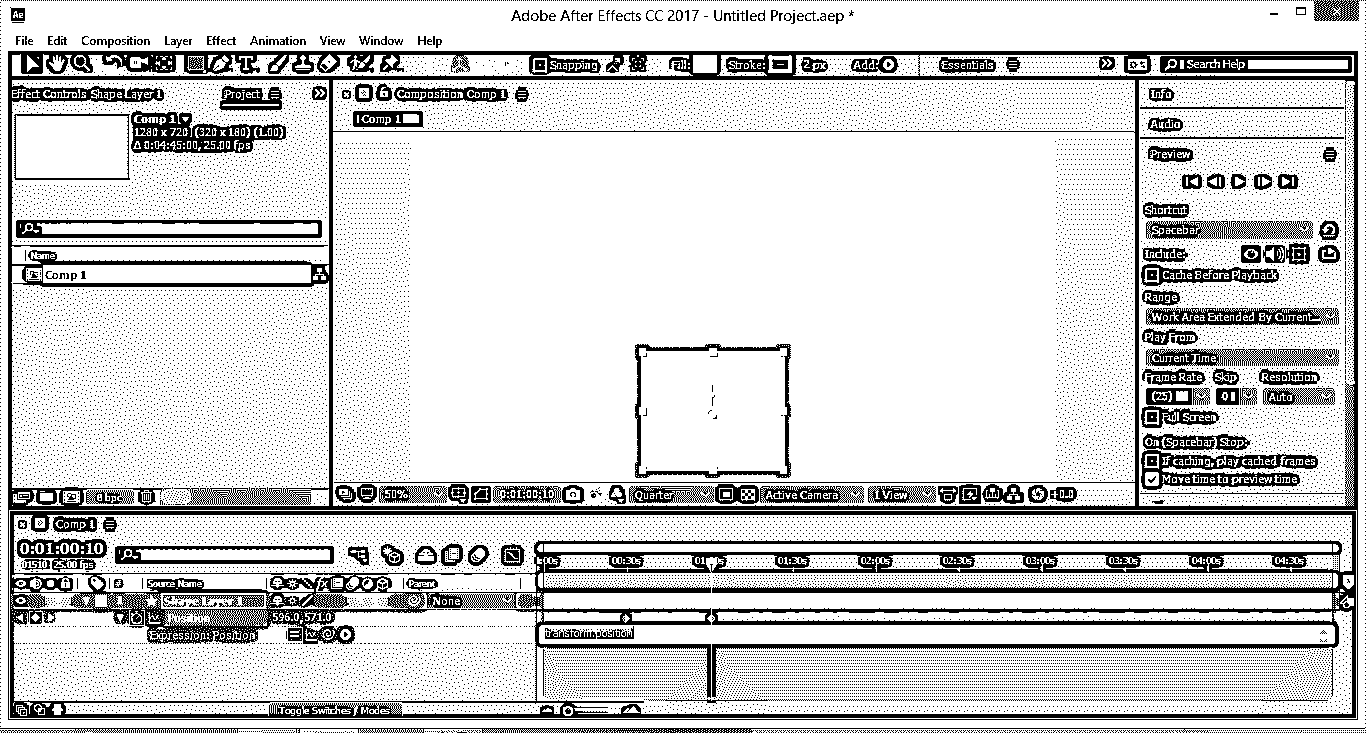 Ae
Adobe After Effects CC 2017 - Untitled Project.aep *
File Edit Composition Layer Effect Animation View Window Help
Snapping Fill: Stroke: 2 px Add: Essentials Search Help
Effect Controls Shape Layer 1 Project
Composition Comp 1
Info
Comp 1
1280 x 720 (320 x 180) (1.00)
Δ 0:04:45:00, 25.00 fps
Comp 1
Audio
Preview
Shortcut
Spacebar
Include:
Name
Comp 1
Cache Before Playback
Range
Work Area Extended By Current...
Play From
Current Time
Frame Rate Skip Resolution
(25) 0 Auto
Full Screen
On (Spacebar) Stop:
If caching, play cached frames
Move time to preview time
8 bpc
50% 0:01:00:10 Quarter Active Camera 1 View +0.0
Comp 1
0:01:00:10
01510 (25.00 fps)
:00s 00:30s 01:00s 01:30s 02:00s 02:30s 03:00s 03:30s 04:00s 04:30s
# Source Name Parent
None
Position 596.0,571.0
Expression: Position transform.position
Toggle Switches / Modes